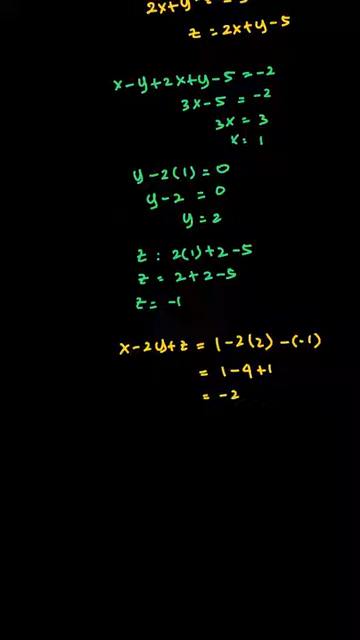 2x+y
z = 2x+y-5
x-y+2x+y-5 = -2
3x-5 = -2
3x = 3
x = 1
y-2(1) = 0
y-2 = 0
y = 2
z : 2(1)+2-5
z = 2+2-5
z = -1
x-2y+z = 1-2(2)-(-1)
= 1-4+1
= -2